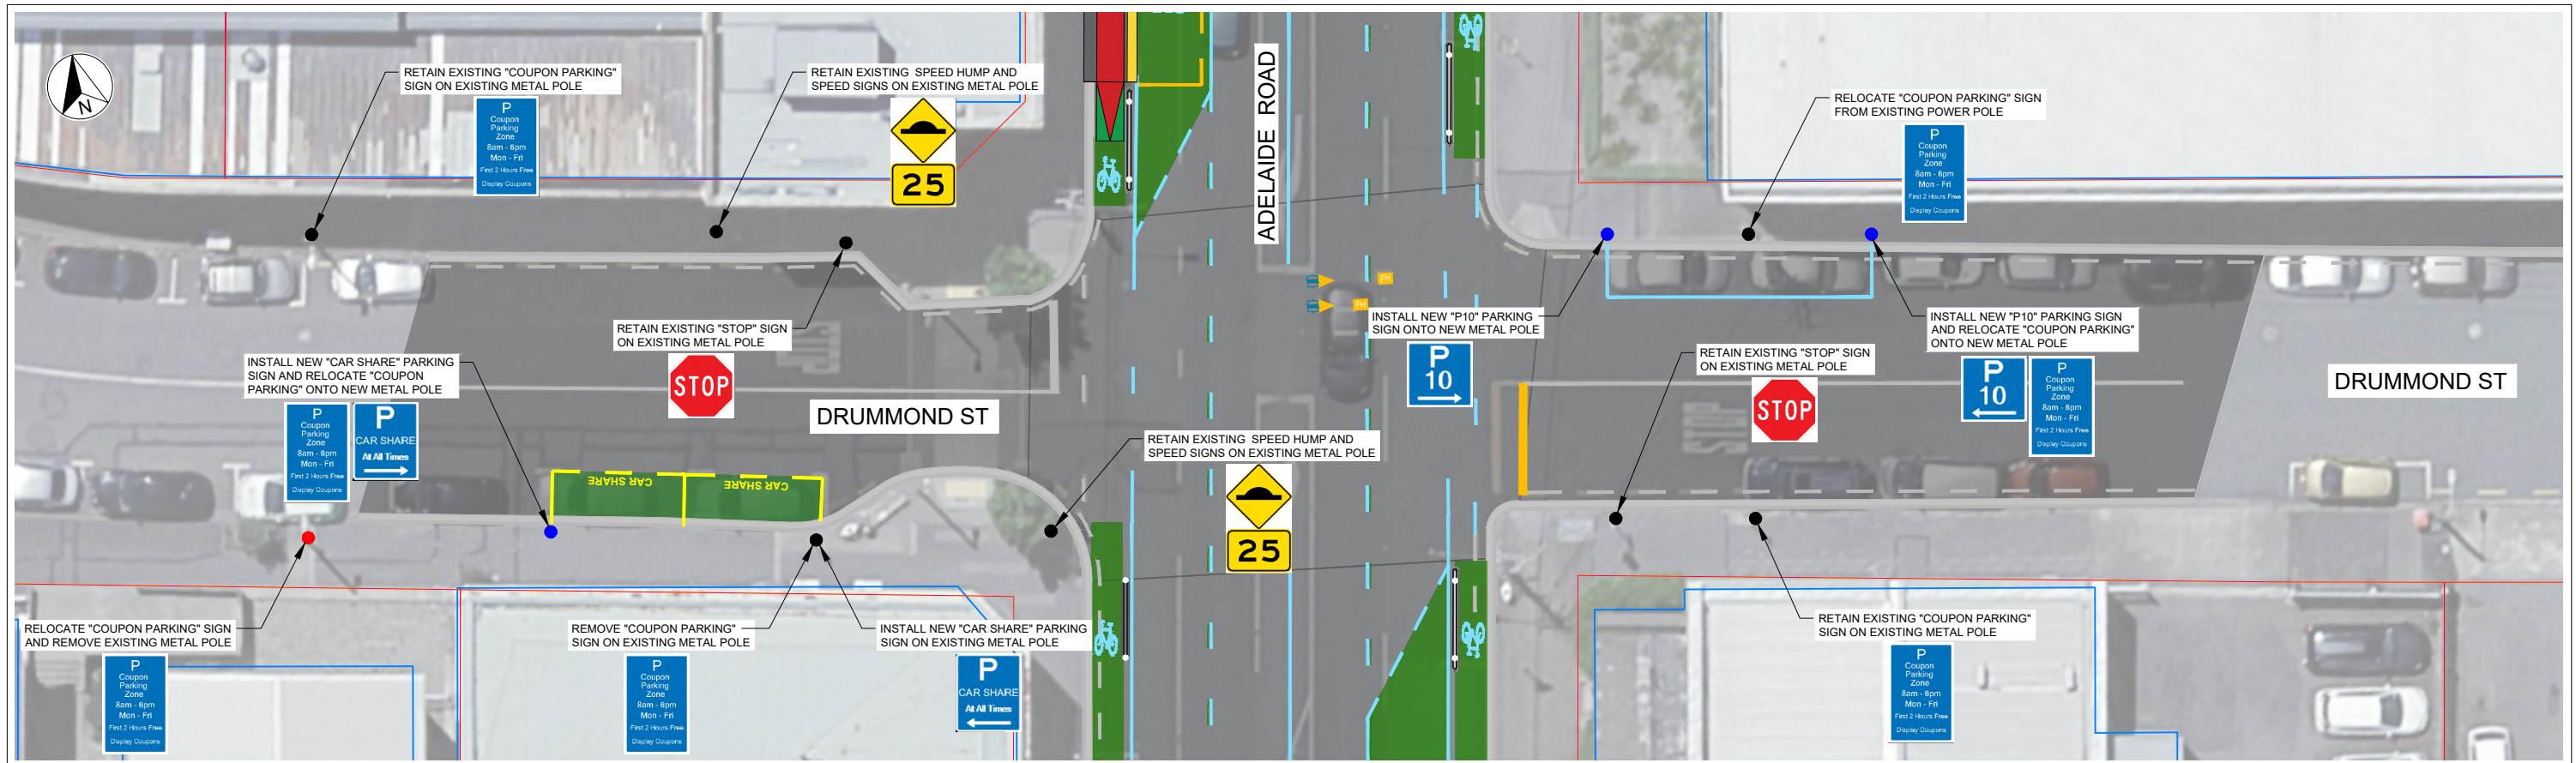 N
RETAIN EXISTING "COUPON PARKING"
SIGN ON EXISTING METAL POLE
P
Coupon
Parking
Zone
8am - 6pm
Mon - Fri
First 2 Hours Free
Display Coupons
RETAIN EXISTING SPEED HUMP AND
SPEED SIGNS ON EXISTING METAL POLE
25
ADELAIDE ROAD
RELOCATE "COUPON PARKING" SIGN
FROM EXISTING POWER POLE
P
Coupon
Parking
Zone
8am - 6pm
Mon - Fri
First 2 Hours Free
Display Coupons
RETAIN EXISTING "STOP" SIGN
ON EXISTING METAL POLE
STOP
FH
FH
INSTALL NEW "P10" PARKING
SIGN ONTO NEW METAL POLE
P
10
INSTALL NEW "P10" PARKING SIGN
AND RELOCATE "COUPON PARKING"
ONTO NEW METAL POLE
P
10
P
Coupon
Parking
Zone
8am - 6pm
Mon - Fri
First 2 Hours Free
Display Coupons
INSTALL NEW "CAR SHARE" PARKING
SIGN AND RELOCATE "COUPON
PARKING" ONTO NEW METAL POLE
P
Coupon
Parking
Zone
8am - 6pm
Mon - Fri
First 2 Hours Free
Display Coupons
P
CAR SHARE
At All Times
DRUMMOND ST
RETAIN EXISTING "STOP" SIGN
ON EXISTING METAL POLE
STOP
DRUMMOND ST
RETAIN EXISTING SPEED HUMP AND
SPEED SIGNS ON EXISTING METAL POLE
25
CAR SHARE
CAR SHARE
RELOCATE "COUPON PARKING" SIGN
AND REMOVE EXISTING METAL POLE
P
Coupon
Parking
Zone
8am - 6pm
Mon - Fri
First 2 Hours Free
Display Coupons
REMOVE "COUPON PARKING"
SIGN ON EXISTING METAL POLE
P
Coupon
Parking
Zone
8am - 6pm
Mon - Fri
First 2 Hours Free
Display Coupons
INSTALL NEW "CAR SHARE" PARKING
SIGN ON EXISTING METAL POLE
P
CAR SHARE
At All Times
RETAIN EXISTING "COUPON PARKING"
SIGN ON EXISTING METAL POLE
P
Coupon
Parking
Zone
8am - 6pm
Mon - Fri
First 2 Hours Free
Display Coupons